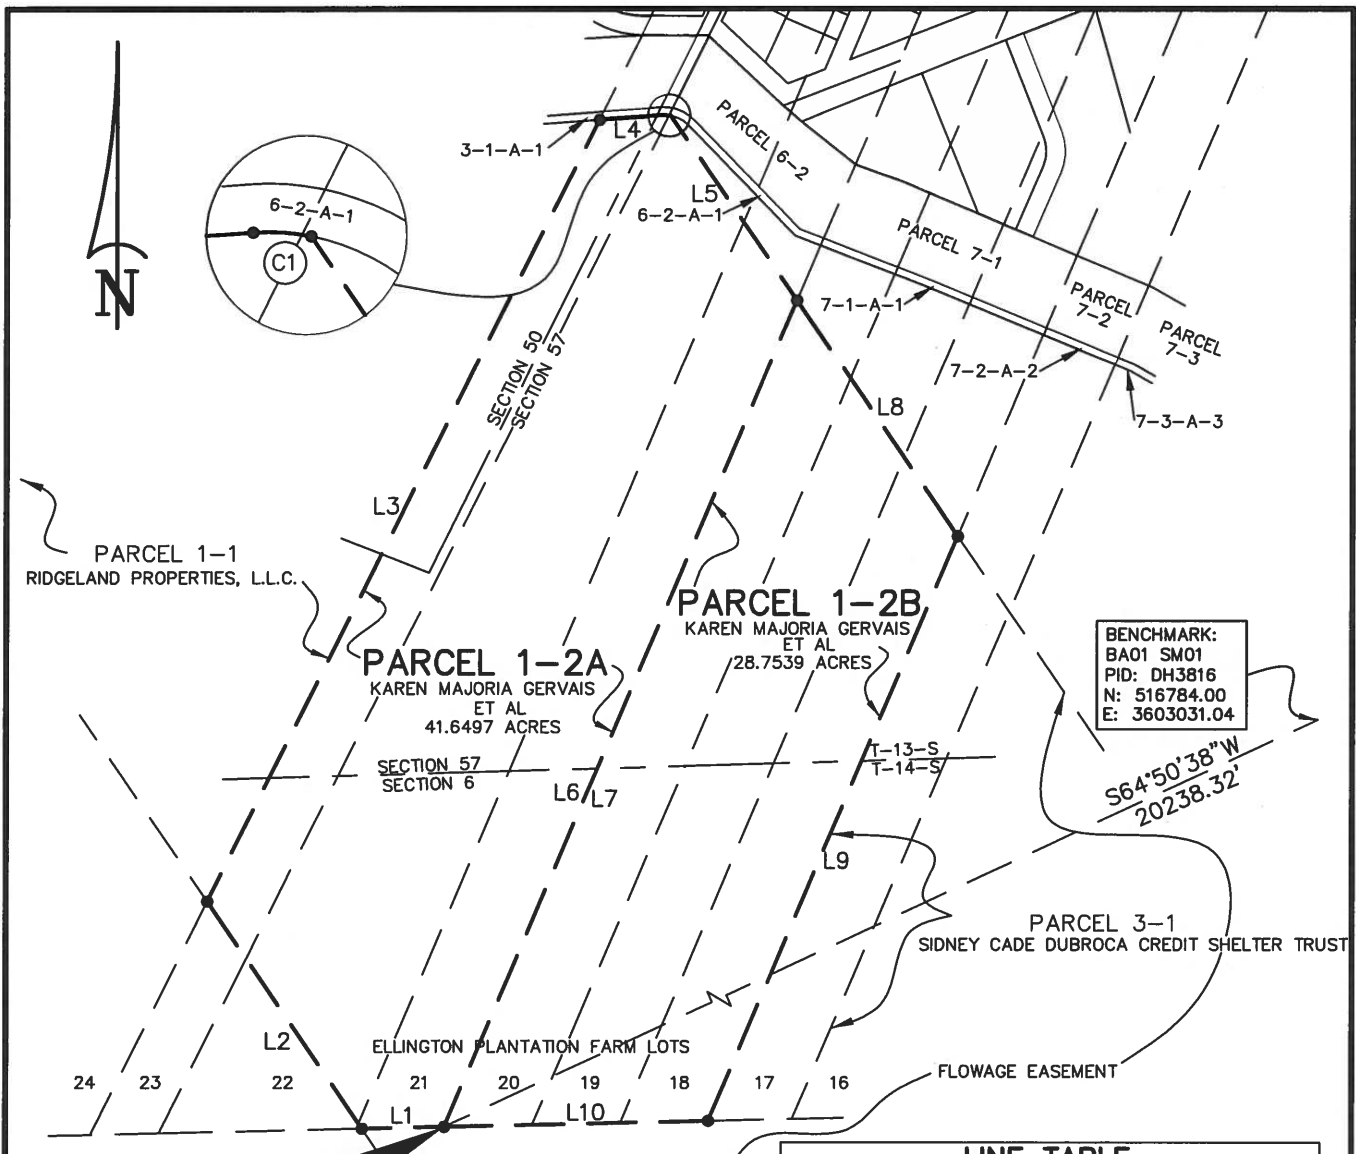 PARCEL 6-2
L4
3-1-A-1
L5
6-2-A-1
6-2-A-1
C1
N
PARCEL 7-1
7-1-A-1
PARCEL
7-2
PARCEL
7-3
7-2-A-2
7-3-A-3
SECTION 50
SECTION 57
L8
L3
PARCEL 1-1
RIDGELAND PROPERTIES, L.L.C.
PARCEL 1-2B
KAREN MAJORIA GERVAIS
ET AL
28.7539 ACRES
PARCEL 1-2A
KAREN MAJORIA GERVAIS
ET AL
41.6497 ACRES
BENCHMARK:
BA01 SM01
PID: DH3816
N: 516784.00
E: 3603031.04
SECTION 57
SECTION 6
T-13-S
T-14-S
S64°50'38"W
20238.32'
L6
L7
L9
PARCEL 3-1
SIDNEY CADE DUBROCA CREDIT SHELTER TRUST
L2
ELLINGTON PLANTATION FARM LOTS
FLOWAGE EASEMENT
24 23 22 21 20 19 18 17 16
L1
L10
LINE TABLE